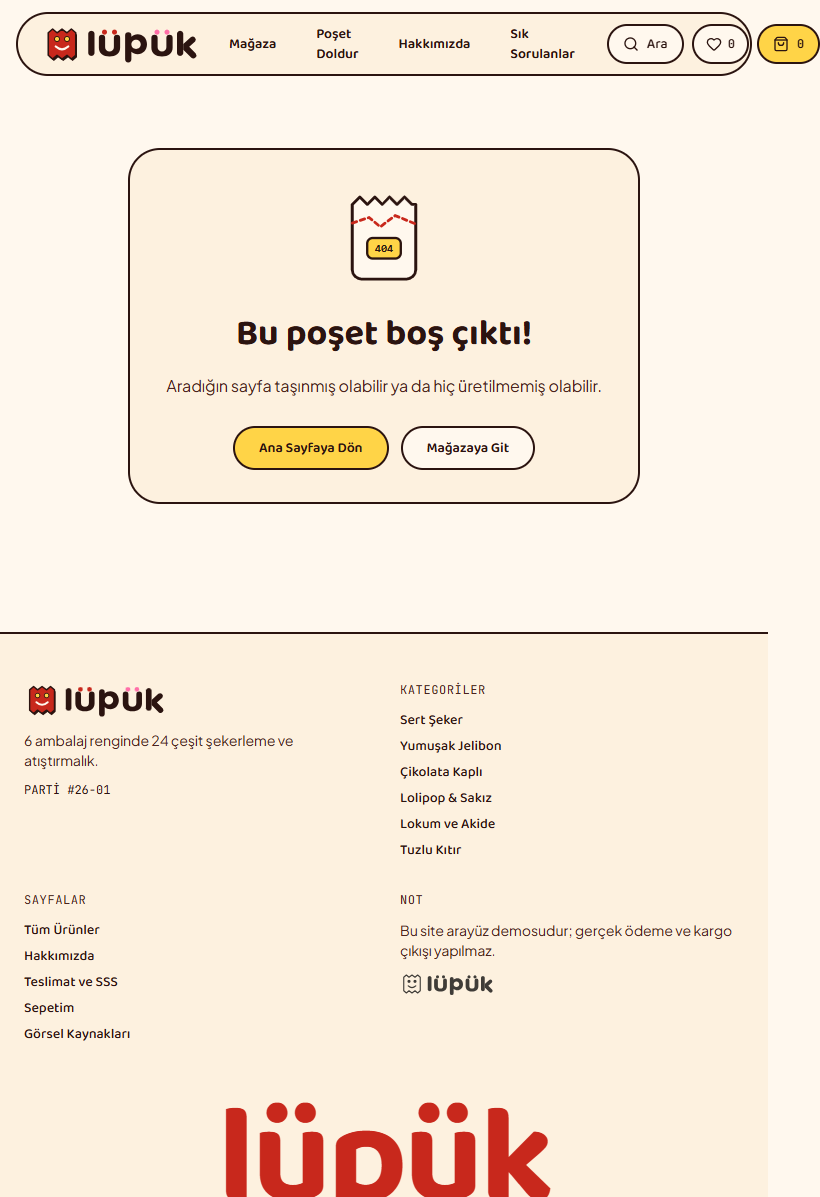 lüpük
Mağaza
Poşet
Doldur
Hakkımızda
Sık
Sorulanlar
Ara
0
0
404
Bu poşet boş çıktı!
Aradığın sayfa taşınmış olabilir ya da hiç üretilmemiş olabilir.
Ana Sayfaya Dön
Mağazaya Git
lüpük
6 ambalaj renginde 24 çeşit şekerleme ve
atıştırmalık.
PARTİ #26-01
KATEGORİLER
Sert Şeker
Yumuşak Jelibon
Çikolata Kaplı
Lolipop & Sakız
Lokum ve Akide
Tuzlu Kıtır
SAYFALAR
Tüm Ürünler
Hakkımızda
Teslimat ve SSS
Sepetim
Görsel Kaynakları
NOT
Bu site arayüz demosudur; gerçek ödeme ve kargo
çıkışı yapılmaz.
lüpük
lüpük